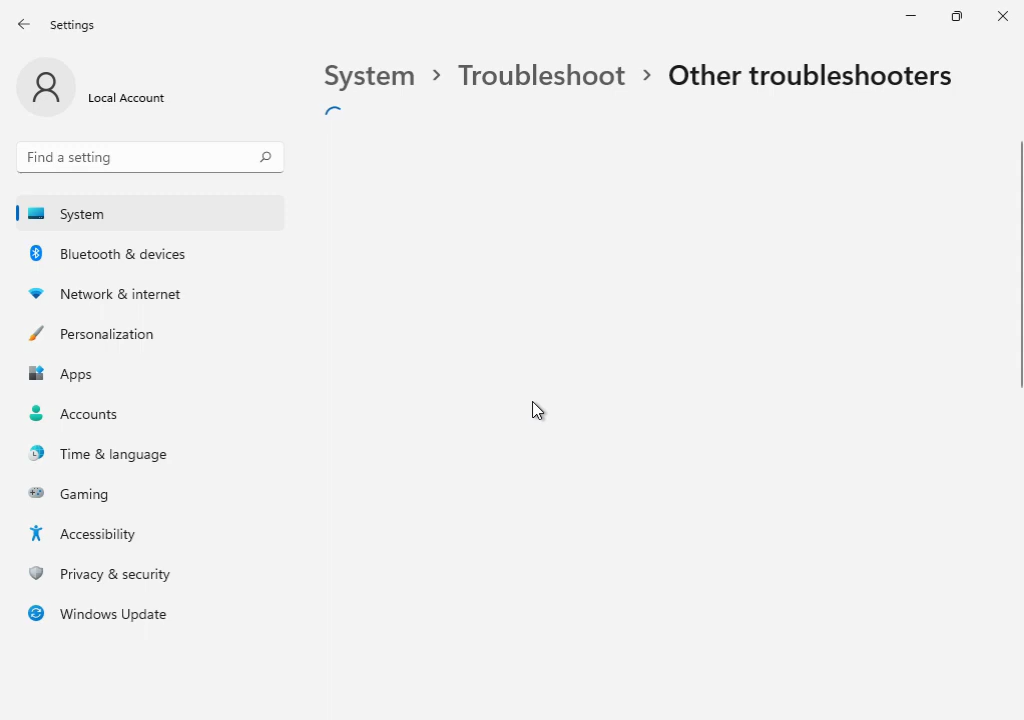 Settings
Local Account
Find a setting
System
Bluetooth & devices
Network & internet
Personalization
Apps
Accounts
Time & language
Gaming
Accessibility
Privacy & security
Windows Update
System > Troubleshoot > Other troubleshooters